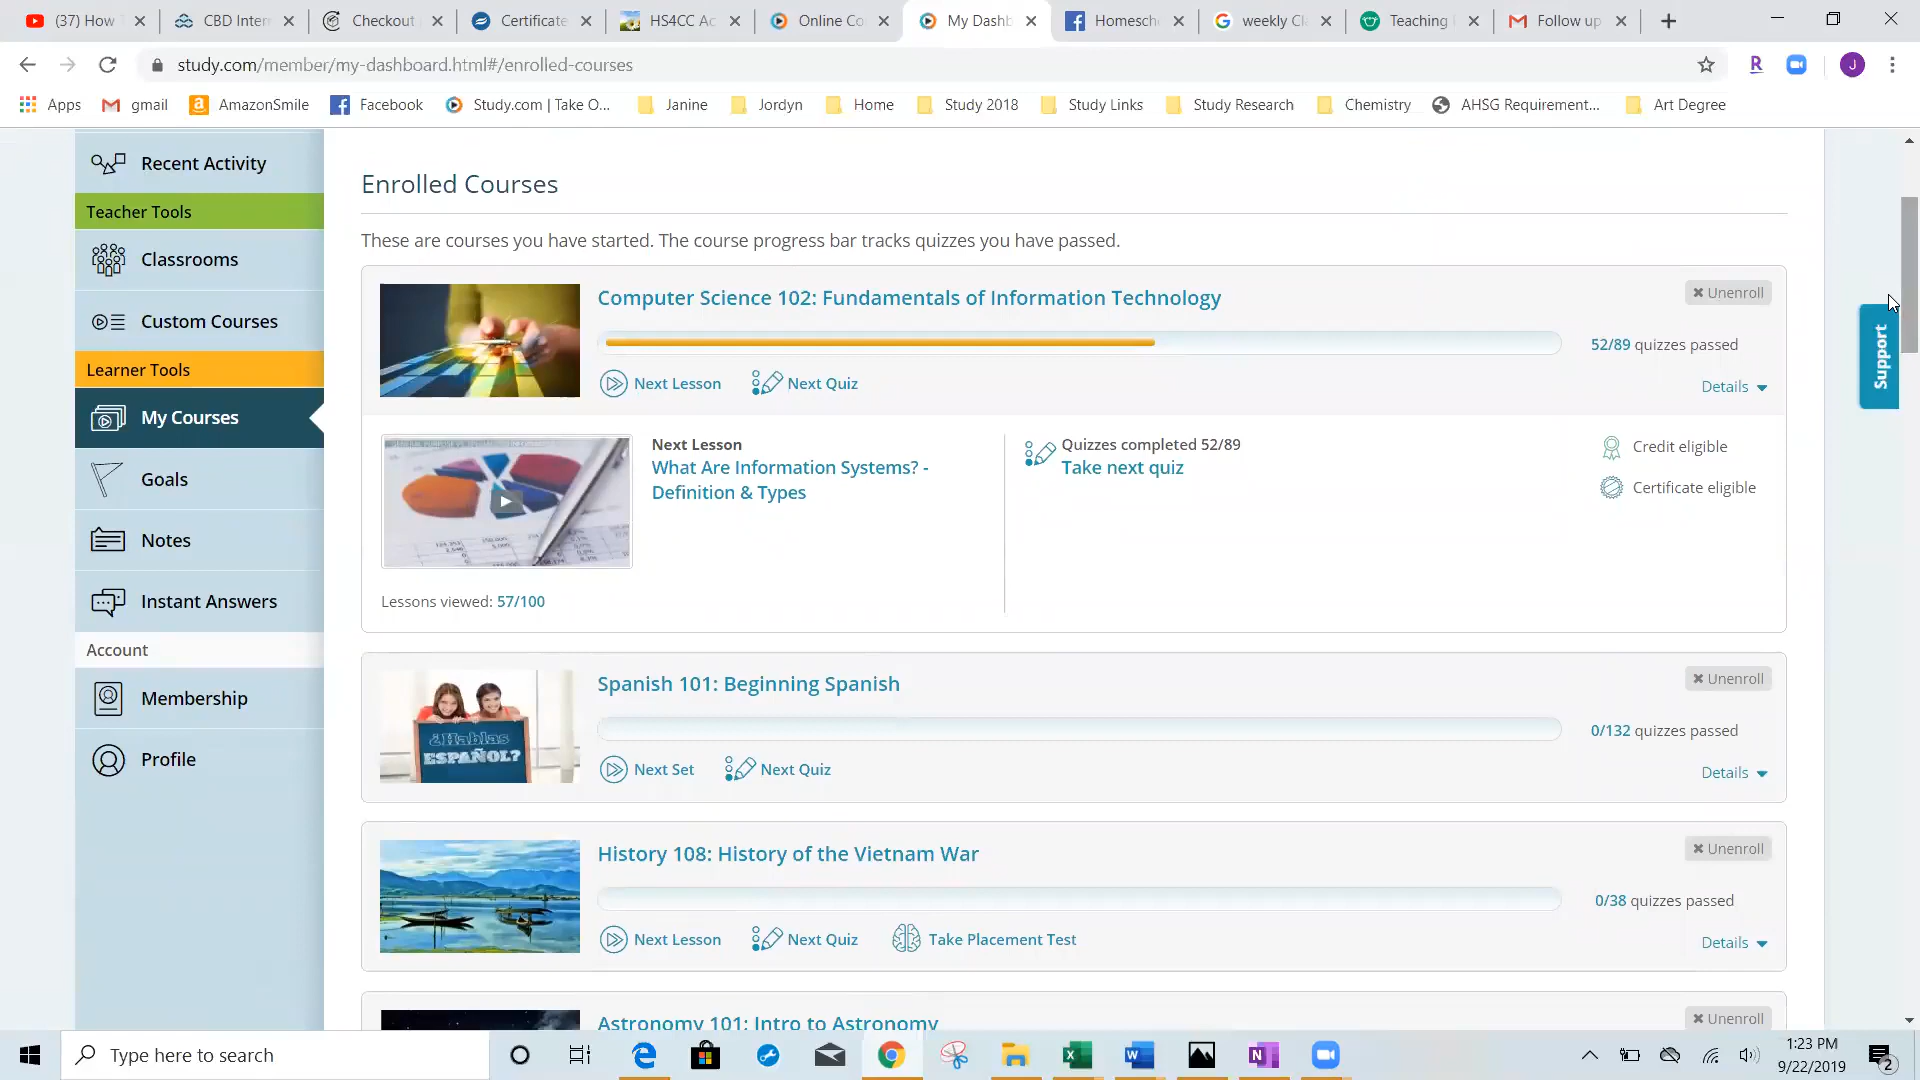 (37) How
CBD Inter
Checkout
Certificate
HS4CC Ac
Online Co
My Dashb
Homesch
weekly Cl
Teaching
Follow up
study.com/member/my-dashboard.html#/enrolled-courses
R
J
Apps
gmail
AmazonSmile
Facebook
Study.com | Take O...
Janine
Jordyn
Home
Study 2018
Study Links
Study Research
Chemistry
AHSG Requirement...
Art Degree
Recent Activity
Teacher Tools
Classrooms
Custom Courses
Learner Tools
My Courses
Goals
Notes
Instant Answers
Account
Membership
Profile
Enrolled Courses
These are courses you have started. The course progress bar tracks quizzes you have passed.
Computer Science 102: Fundamentals of Information Technology
Unenroll
52/89 quizzes passed
Next Lesson
Next Quiz
Details
Next Lesson
What Are Information Systems? -
Definition & Types
Lessons viewed: 57/100
Quizzes completed 52/89
Take next quiz
Credit eligible
Certificate eligible
Spanish 101: Beginning Spanish
Unenroll
¿Hablas
ESPAÑOL?
0/132 quizzes passed
Next Set
Next Quiz
Details
History 108: History of the Vietnam War
Unenroll
0/38 quizzes passed
Next Lesson
Next Quiz
Take Placement Test
Details
Astronomy 101: Intro to Astronomy
Unenroll
Support
Type here to search
1:23 PM
9/22/2019
2